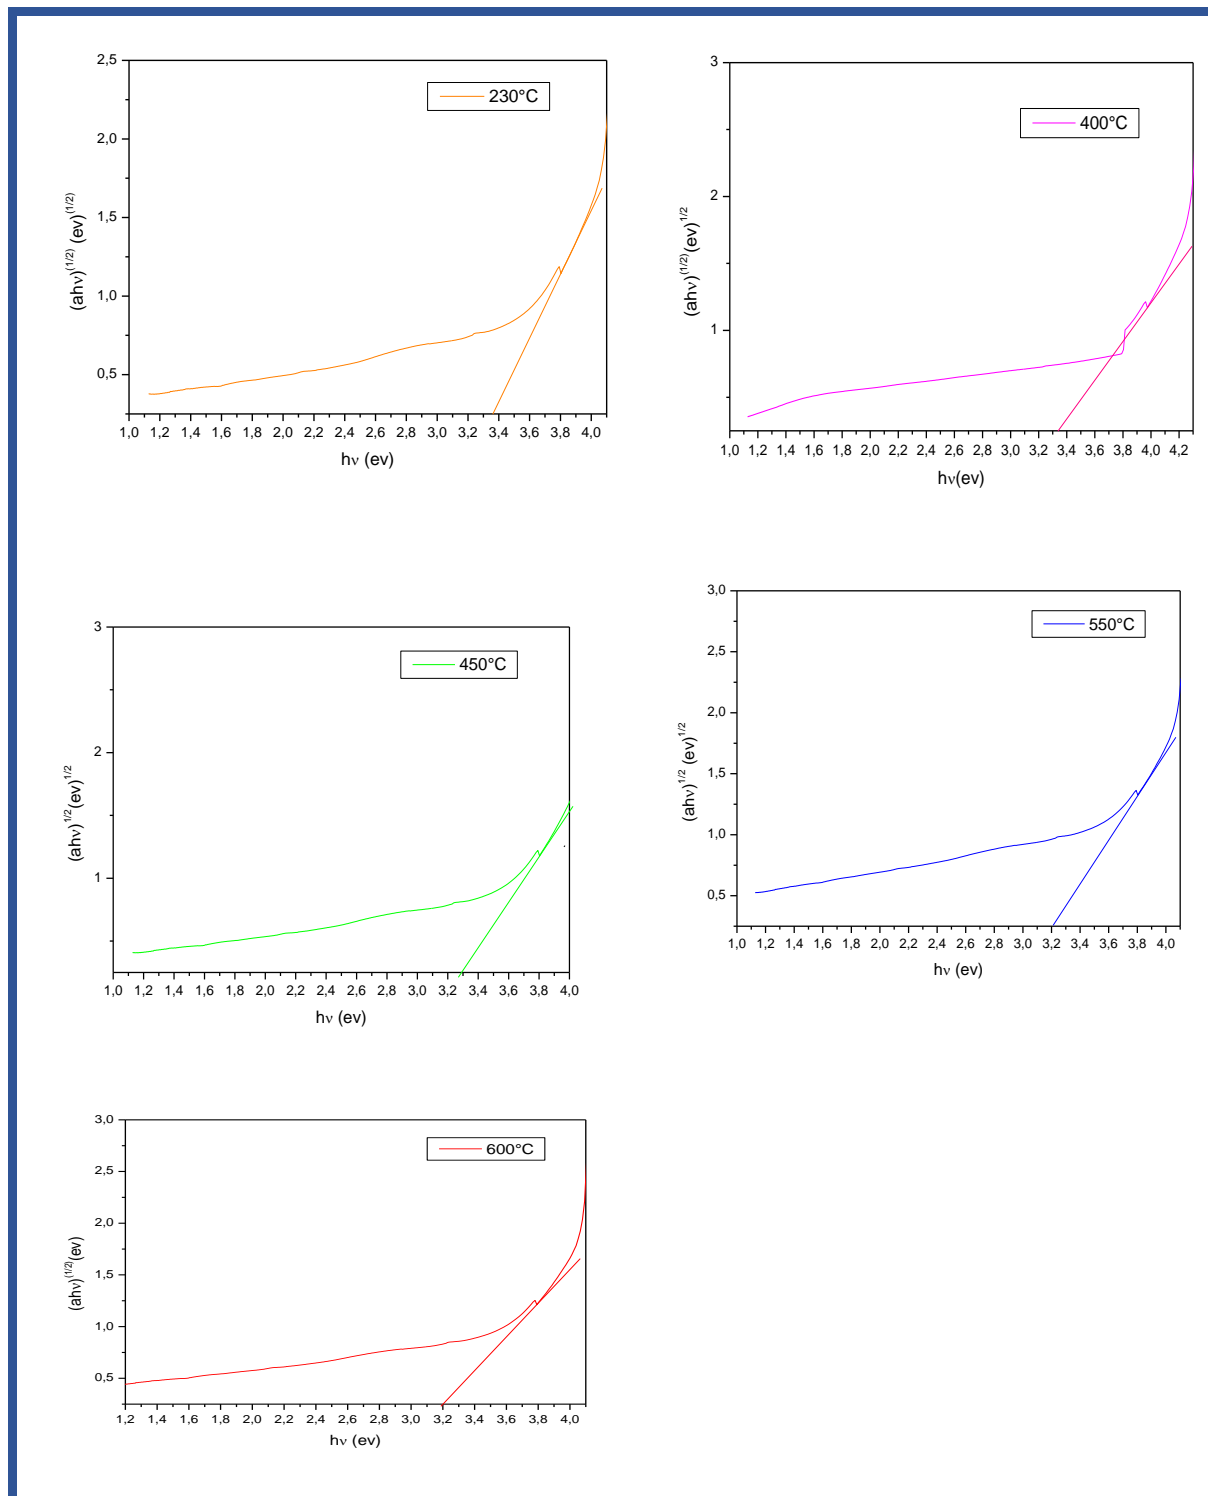 230°C
2,5
2,0
1,5
1,0
0,5
(ahν)^(1/2) (ev)^(1/2)
1,0 1,2 1,4 1,6 1,8 2,0 2,2 2,4 2,6 2,8 3,0 3,2 3,4 3,6 3,8 4,0
hν (ev)
400°C
3
2
1
(ahν)^(1/2)(ev)^1/2
1,0 1,2 1,4 1,6 1,8 2,0 2,2 2,4 2,6 2,8 3,0 3,2 3,4 3,6 3,8 4,0 4,2
hν(ev)
450°C
3
2
1
(ahν)^1/2(ev)^1/2
1,0 1,2 1,4 1,6 1,8 2,0 2,2 2,4 2,6 2,8 3,0 3,2 3,4 3,6 3,8 4,0
hν (ev)
550°C
3,0
2,5
2,0
1,5
1,0
0,5
(ahν)^1/2 (ev)^1/2
1,0 1,2 1,4 1,6 1,8 2,0 2,2 2,4 2,6 2,8 3,0 3,2 3,4 3,6 3,8 4,0
hν (ev)
600°C
3,0
2,5
2,0
1,5
1,0
0,5
(ahν)^(1/2)(ev)
1,2 1,4 1,6 1,8 2,0 2,2 2,4 2,6 2,8 3,0 3,2 3,4 3,6 3,8 4,0
hν (ev)